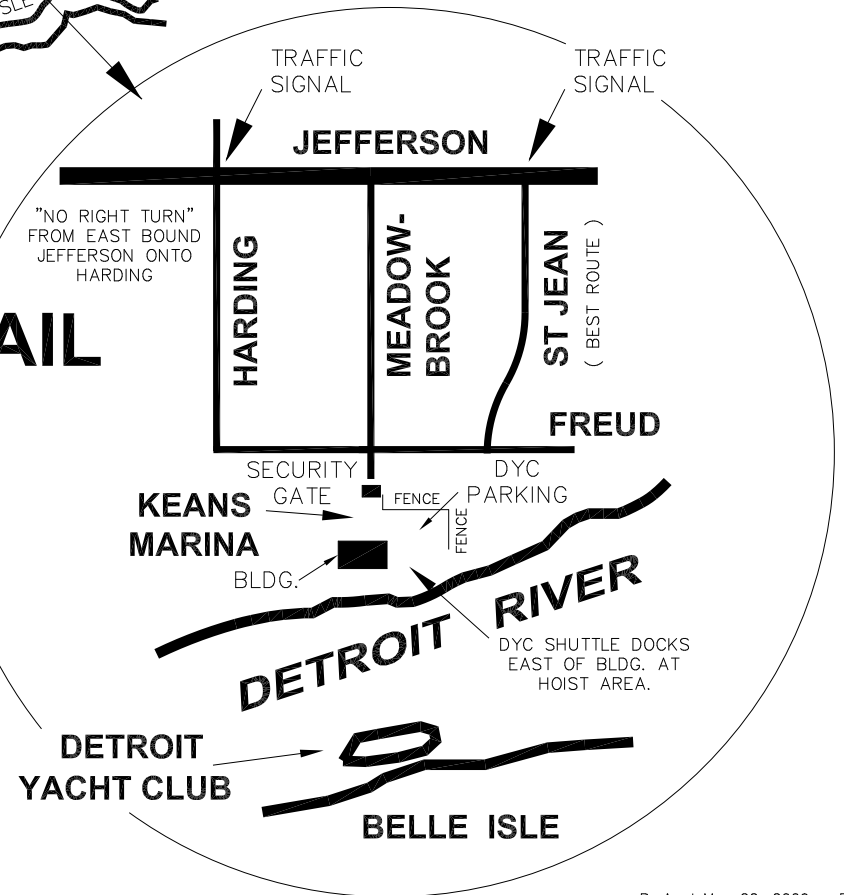 SLE
TRAFFIC
SIGNAL
TRAFFIC
SIGNAL
JEFFERSON
"NO RIGHT TURN"
FROM EAST BOUND
JEFFERSON ONTO
HARDING
HARDING
MEADOW-
BROOK
ST JEAN
( BEST ROUTE )
AIL
FREUD
SECURITY
GATE
DYC
PARKING
KEANS
MARINA
FENCE
FENCE
BLDG.
DETROIT RIVER
DYC SHUTTLE DOCKS
EAST OF BLDG. AT
HOIST AREA.
DETROIT
YACHT CLUB
BELLE ISLE